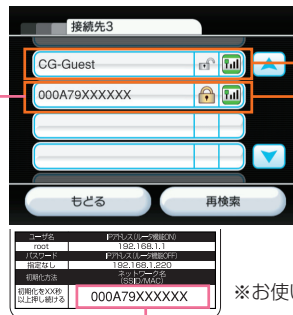 接続先3
CG-Guest
000A79XXXXXX
もどる
再検索
ユーザ名
IPアドレス(ルータ機能ON)
root
192.168.1.1
パスワード
IPアドレス(ルータ機能OFF)
指定なし
192.168.1.220
初期化方法
ネットワーク名
(SSID/MAC)
初期化をXX秒
以上押し続ける
000A79XXXXXX
※お使い